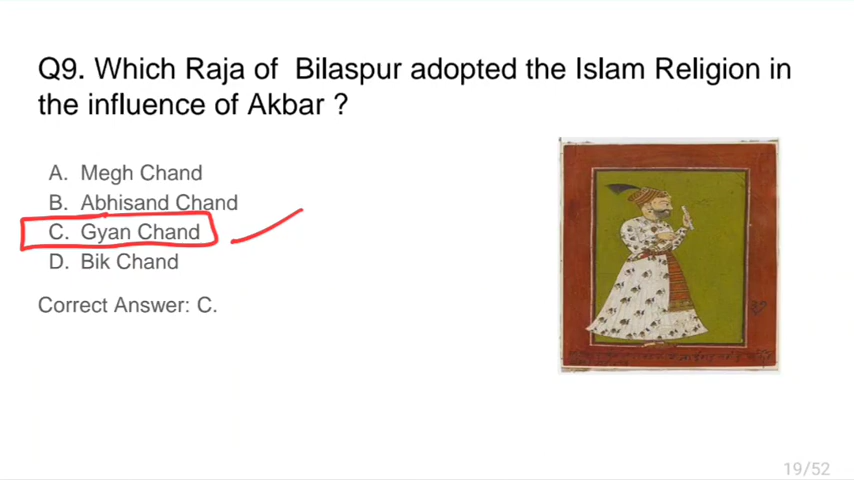 Q9. Which Raja of  Bilaspur adopted the Islam Religion in
the influence of Akbar ?
A. Megh Chand
B. Abhisand Chand
C. Gyan Chand
D. Bik Chand
Correct Answer: C.
19/52